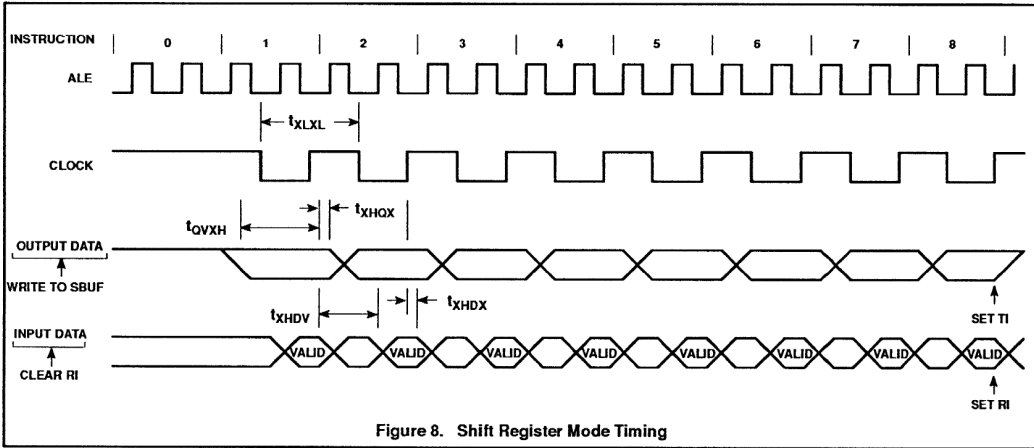 INSTRUCTION | 0 | 1 | 2 | 3 | 4 | 5 | 6 | 7 | 8 |
ALE
tXLXL
CLOCK
tQVXH
tXHQX
OUTPUT DATA
WRITE TO SBUF
tXHDV
tXHDX
SET TI
INPUT DATA
VALID VALID VALID VALID VALID VALID VALID VALID
CLEAR RI
SET RI
Figure 8. Shift Register Mode Timing